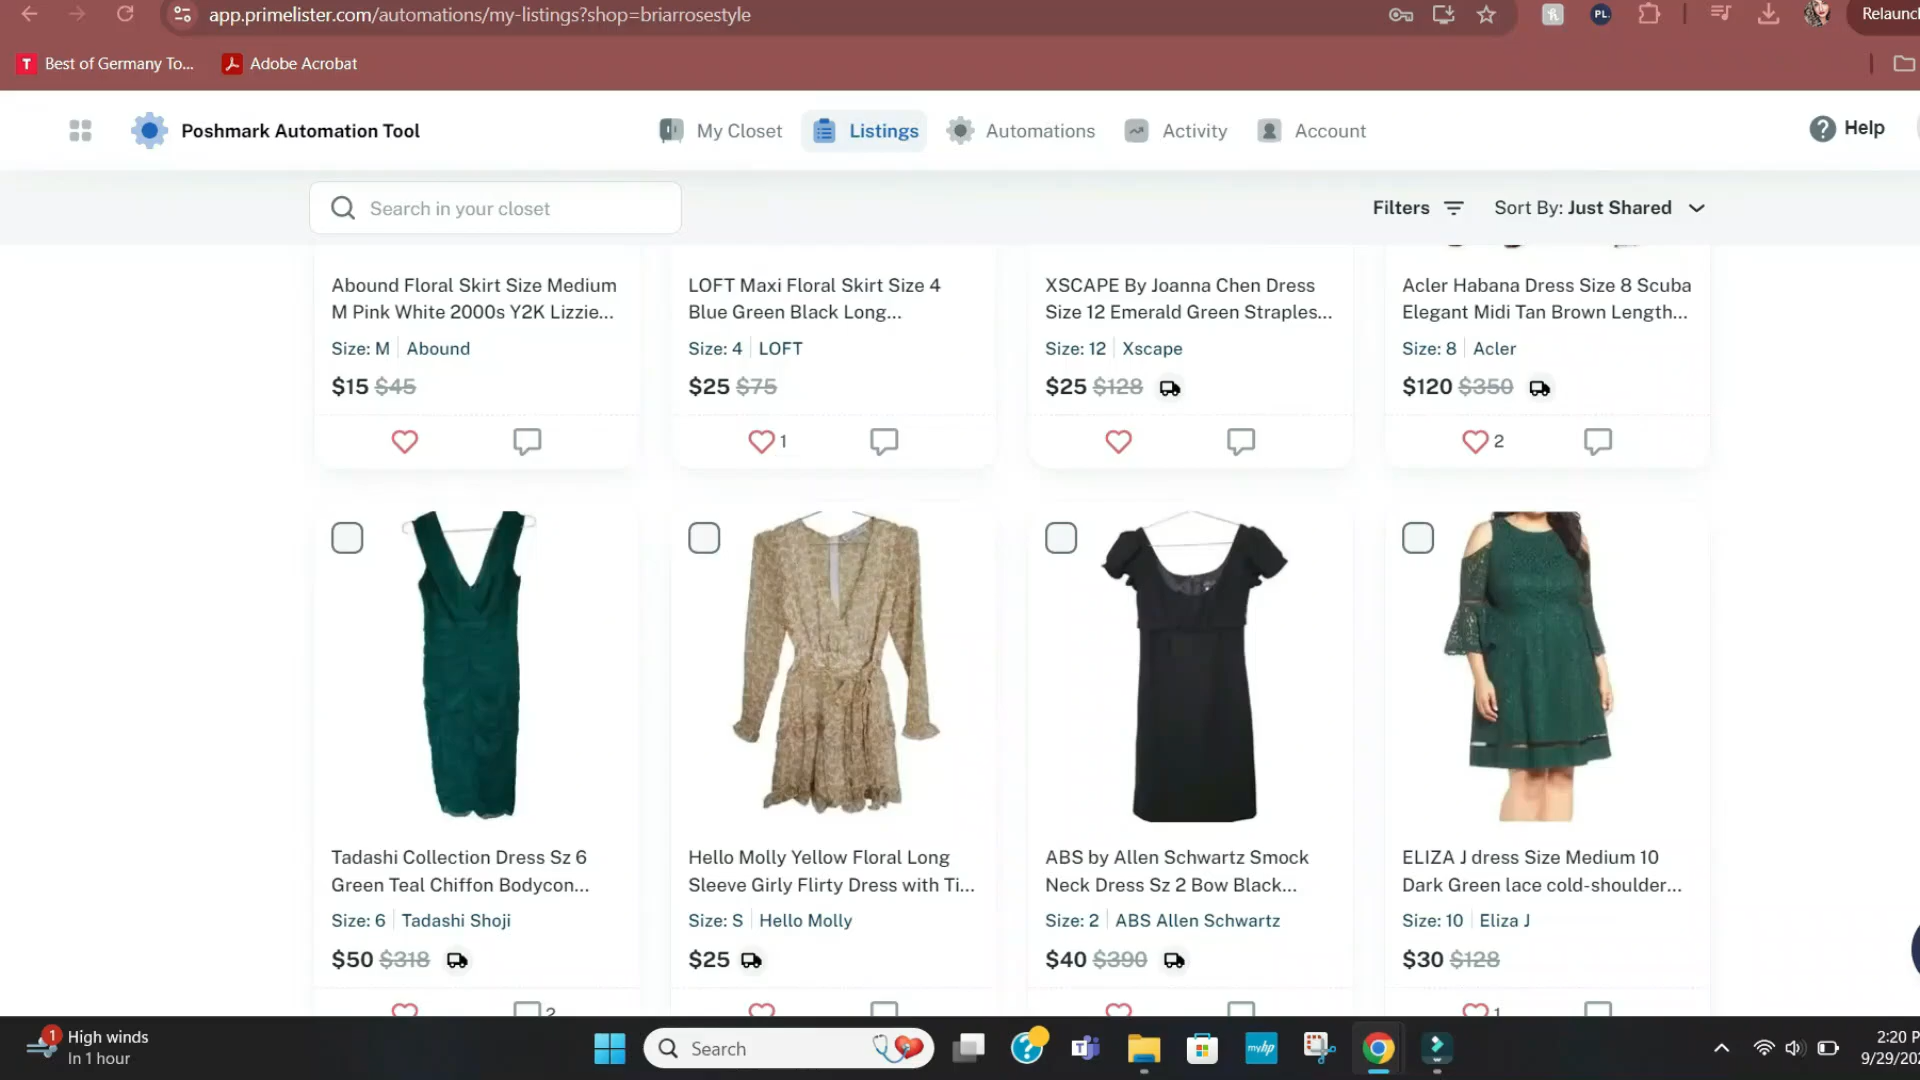 app.primelister.com/automations/my-listings?shop=briarrosestyle
PL
Relaunch
T Best of Germany To...
Adobe Acrobat
Poshmark Automation Tool
My Closet
Listings
Automations
Activity
Account
Help
Search in your closet
Filters
Sort By: Just Shared
Abound Floral Skirt Size Medium
M Pink White 2000s Y2K Lizzie...
Size: M Abound
$15 $45
LOFT Maxi Floral Skirt Size 4
Blue Green Black Long...
Size: 4 LOFT
$25 $75
1
XSCAPE By Joanna Chen Dress
Size 12 Emerald Green Straples...
Size: 12 Xscape
$25 $128
Acler Habana Dress Size 8 Scuba
Elegant Midi Tan Brown Length...
Size: 8 Acler
$120 $350
2
Tadashi Collection Dress Sz 6
Green Teal Chiffon Bodycon...
Size: 6 Tadashi Shoji
$50 $318
2
Hello Molly Yellow Floral Long
Sleeve Girly Flirty Dress with Ti...
Size: S Hello Molly
$25
ABS by Allen Schwartz Smock
Neck Dress Sz 2 Bow Black...
Size: 2 ABS Allen Schwartz
$40 $390
ELIZA J dress Size Medium 10
Dark Green lace cold-shoulder...
Size: 10 Eliza J
$30 $128
1
1
High winds
In 1 hour
Search
myhp
2:20 P
9/29/20